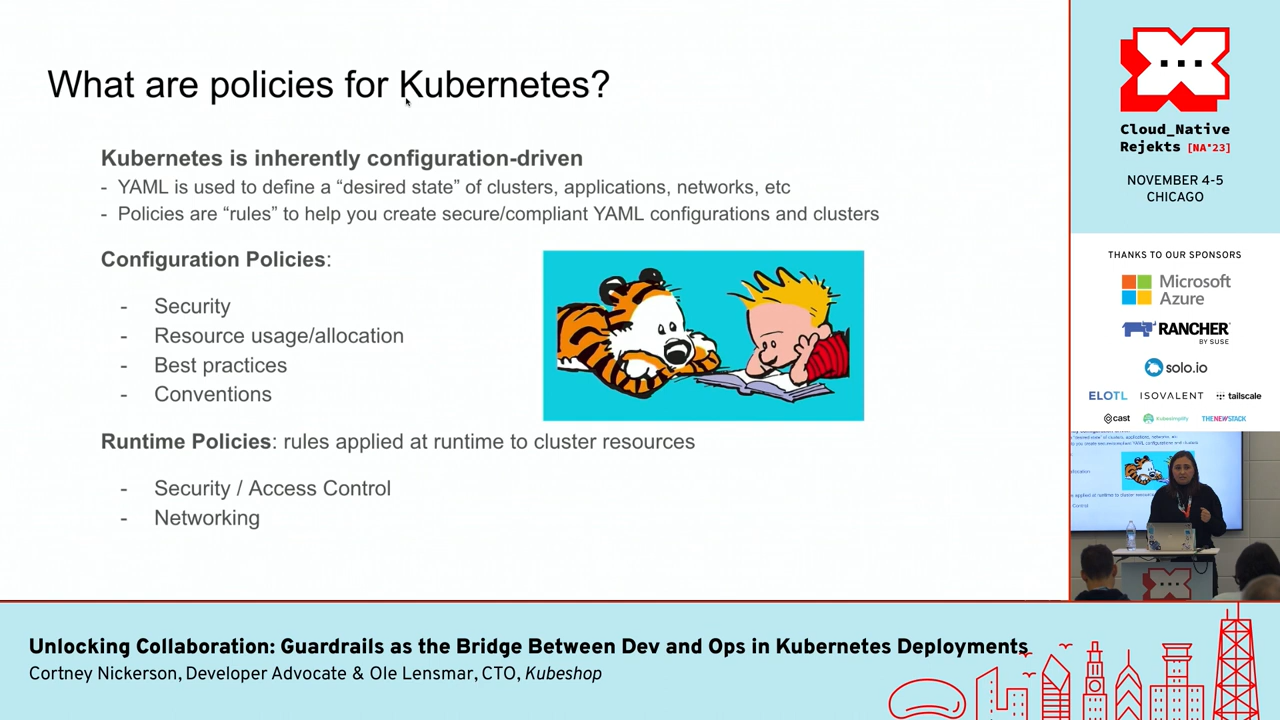 What are policies for Kubernetes?
Kubernetes is inherently configuration-driven
- YAML is used to define a “desired state” of clusters, applications, networks, etc
- Policies are “rules” to help you create secure/compliant YAML configurations and clusters
Configuration Policies:
- Security
- Resource usage/allocation
- Best practices
- Conventions
Runtime Policies: rules applied at runtime to cluster resources
- Security / Access Control
- Networking
Cloud_Native
Rejekts [NA'23]
NOVEMBER 4-5
CHICAGO
THANKS TO OUR SPONSORS
Microsoft
Azure
RANCHER
BY SUSE
solo.io
ELOTL ISOVALENT tailscale
cast kubesimplify THENEWSTACK
Unlocking Collaboration: Guardrails as the Bridge Between Dev and Ops in Kubernetes Deployments
Cortney Nickerson, Developer Advocate & Ole Lensmar, CTO, Kubeshop